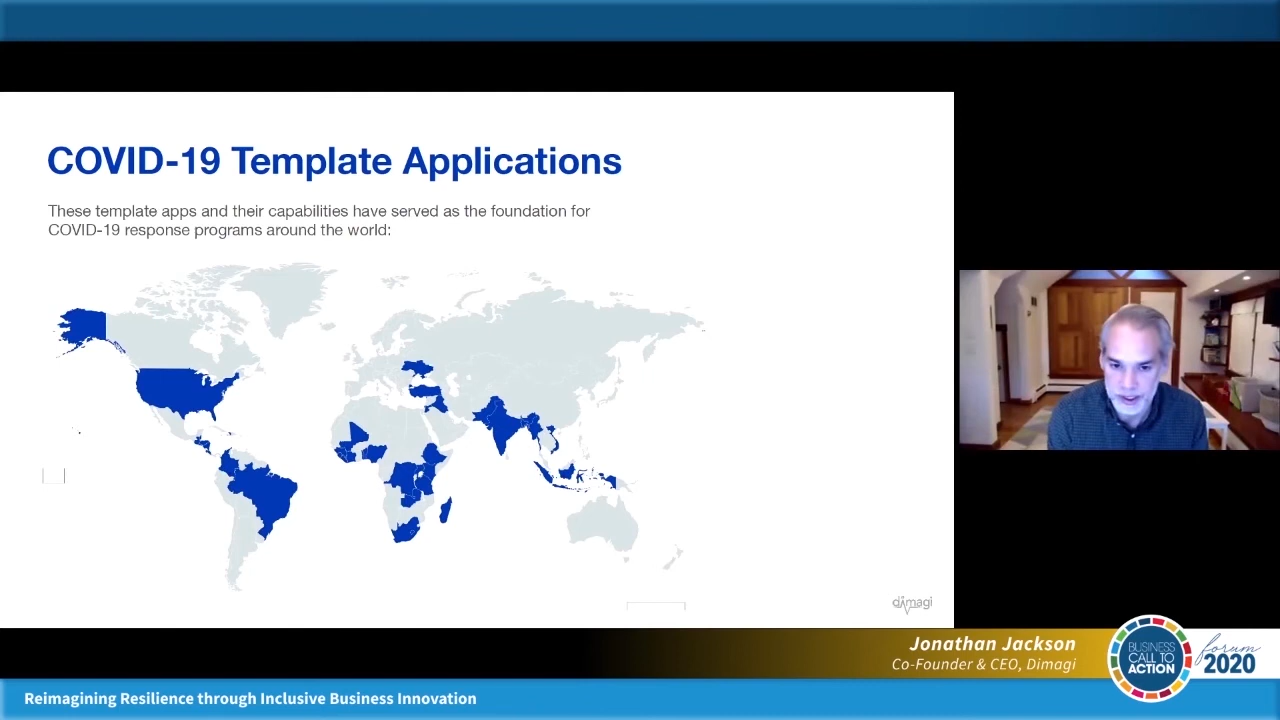 COVID-19 Template Applications
These template apps and their capabilities have served as the foundation for
COVID-19 response programs around the world:
dimagi
Jonathan Jackson
Co-Founder & CEO, Dimagi
BUSINESS
CALL TO
ACTION
forum
2020
Reimagining Resilience through Inclusive Business Innovation